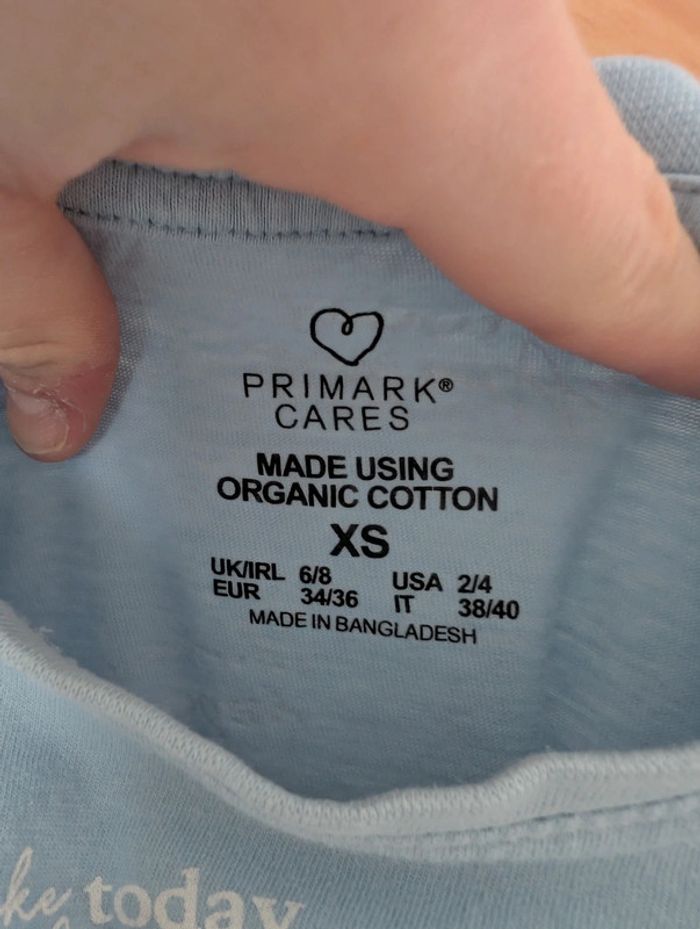 PRIMARK®
CARES
MADE USING
ORGANIC COTTON
XS
UK/IRL 6/8 USA 2/4
EUR 34/36 IT 38/40
MADE IN BANGLADESH
today